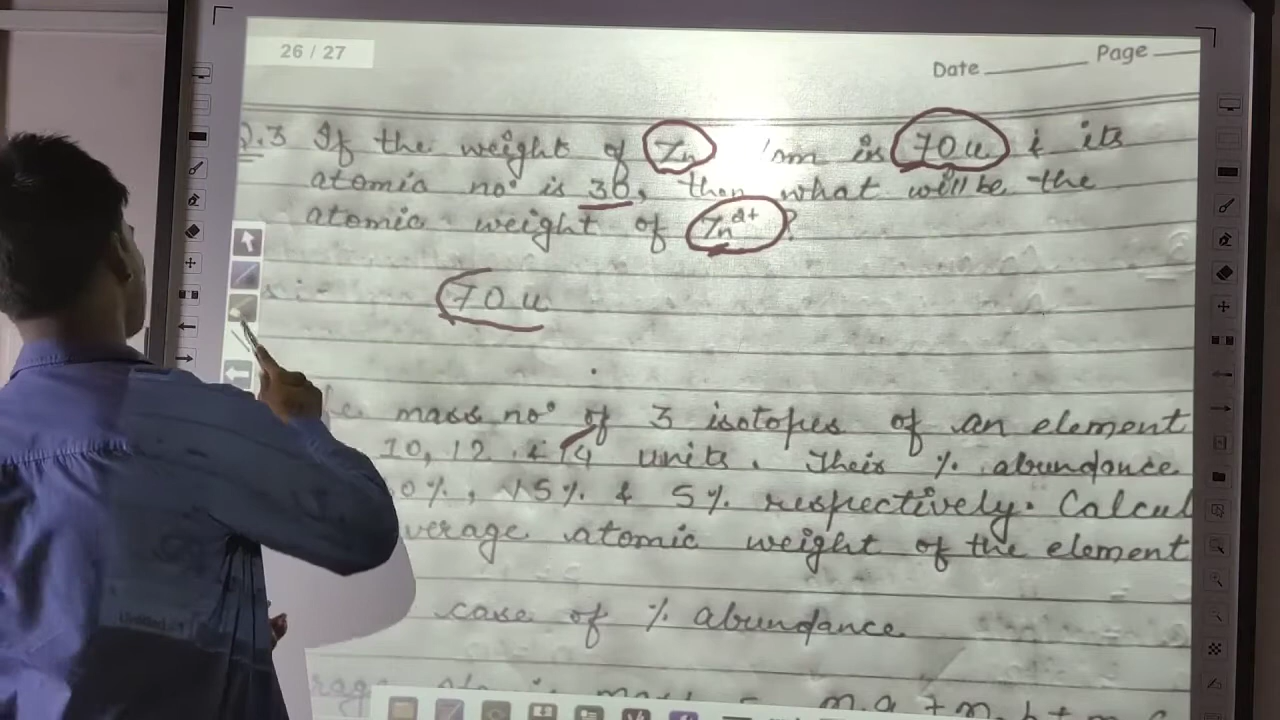 26 / 27
Date Page
Q.3 If the weight of Zn is 70u & its
atomic no° is 30, then what will be the
atomic weight of Zn2+?
70u
mass no° of 3 isotopes of an element
10, 12 & 14 units. Their % abundance
0%, 15% & 5% respectively. Calcul
verage atomic weight of the element
case of % abundance